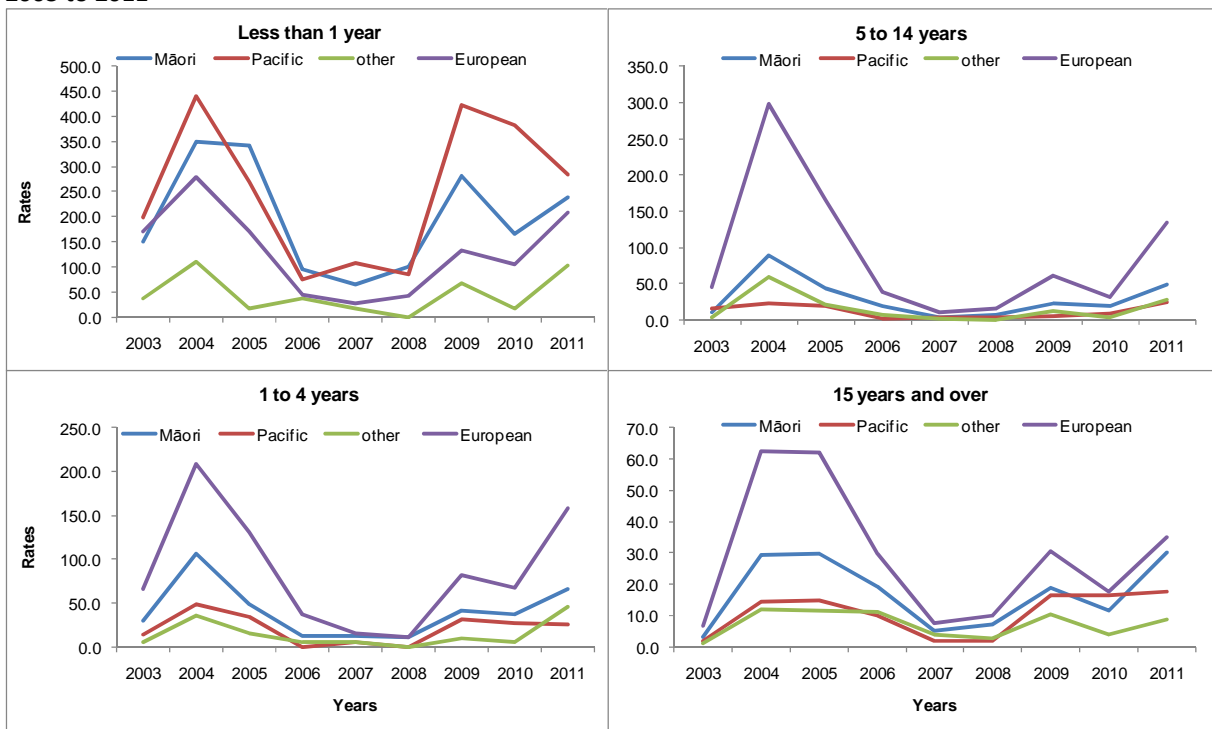 Less than 1 year
Māori Pacific other European
500.0
450.0
400.0
350.0
300.0
250.0
200.0
150.0
100.0
50.0
0.0
Rates
2003 2004 2005 2006 2007 2008 2009 2010 2011
5 to 14 years
Māori Pacific other European
350.0
300.0
250.0
200.0
150.0
100.0
50.0
0.0
2003 2004 2005 2006 2007 2008 2009 2010 2011
1 to 4 years
Māori Pacific other European
250.0
200.0
150.0
100.0
50.0
0.0
Rates
2003 2004 2005 2006 2007 2008 2009 2010 2011
Years
15 years and over
Māori Pacific other European
70.0
60.0
50.0
40.0
30.0
20.0
10.0
0.0
2003 2004 2005 2006 2007 2008 2009 2010 2011
Years